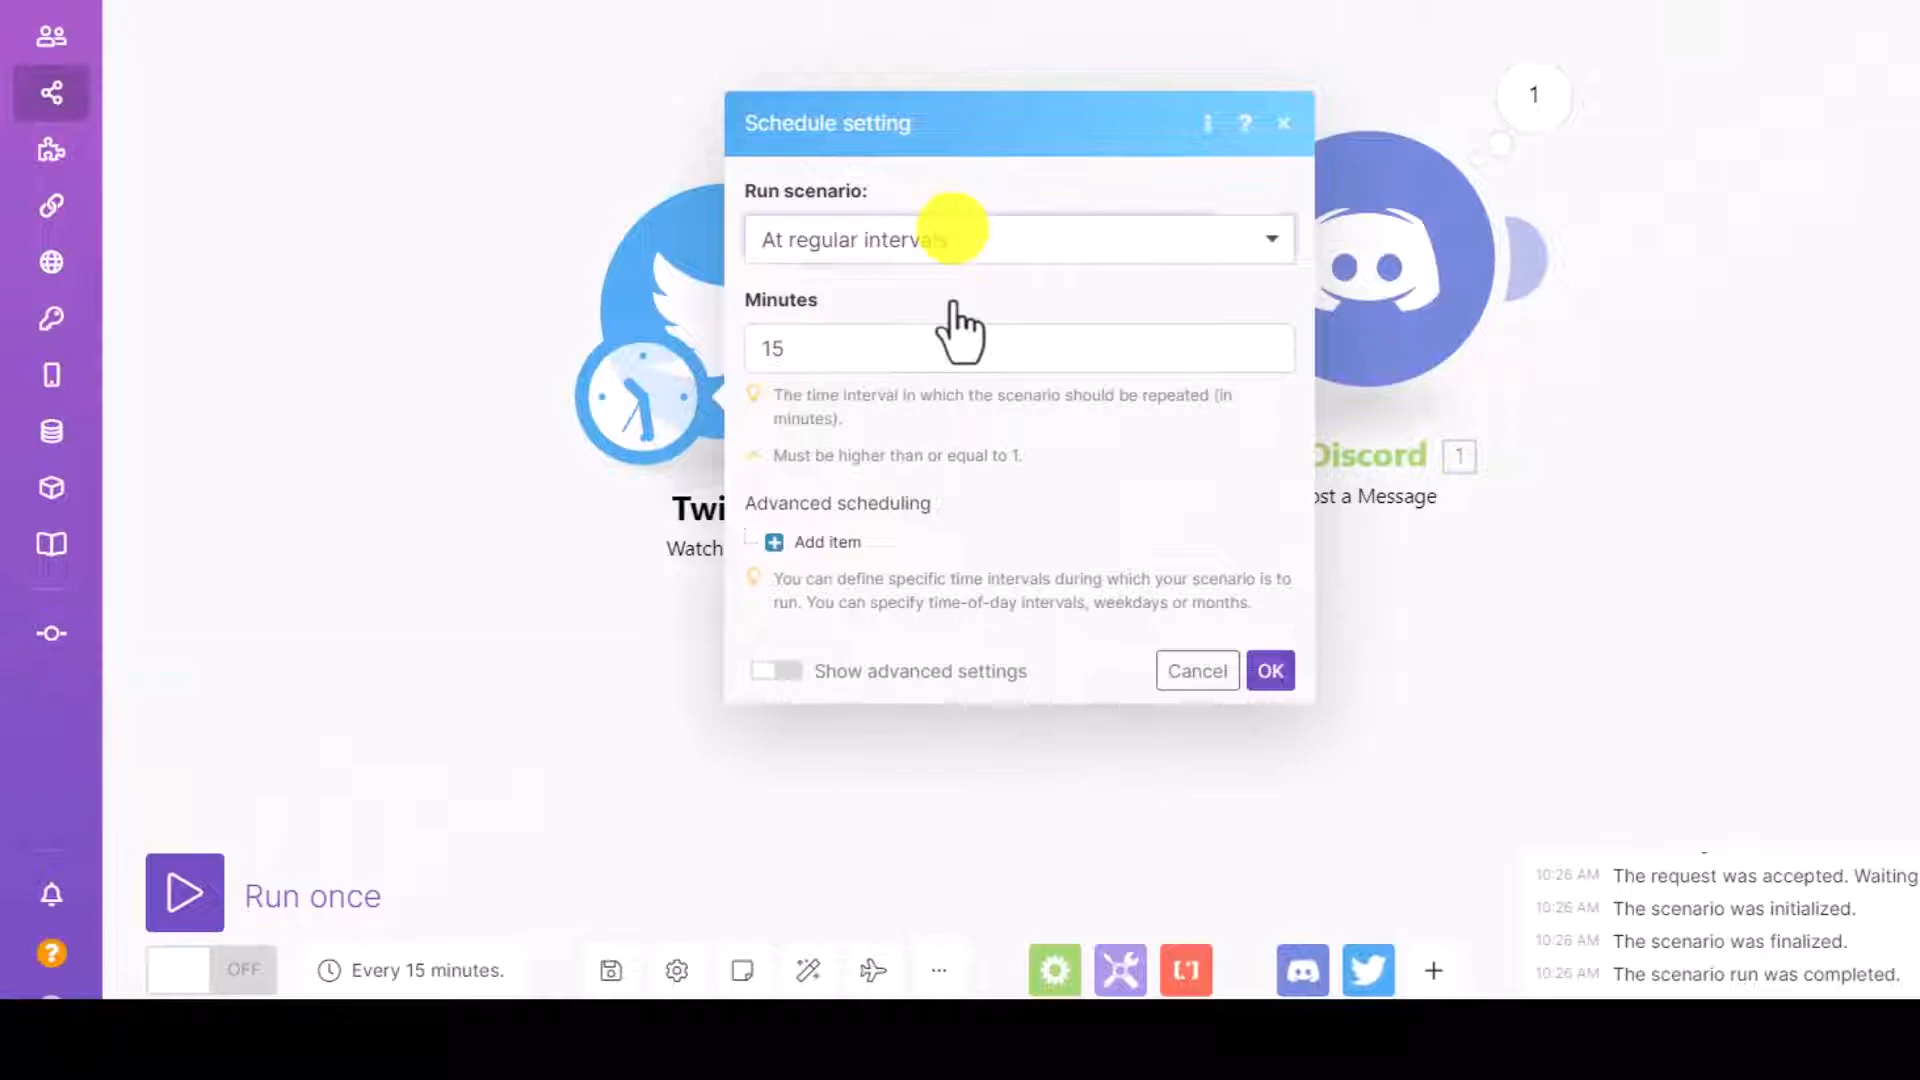 1
Schedule setting
?
Run scenario:
At regular intervals
Minutes
15
The time interval in which the scenario should be repeated (in
minutes).
Must be higher than or equal to 1.
Advanced scheduling
Add item
You can define specific time intervals during which your scenario is to
run. You can specify time-of-day intervals, weekdays or months.
Show advanced settings
Cancel
OK
Twi
Watch
Discord
1
ost a Message
Run once
OFF
Every 15 minutes.
?
10:26 AM The request was accepted. Waiting
10:26 AM The scenario was initialized.
10:26 AM The scenario was finalized.
10:26 AM The scenario run was completed.